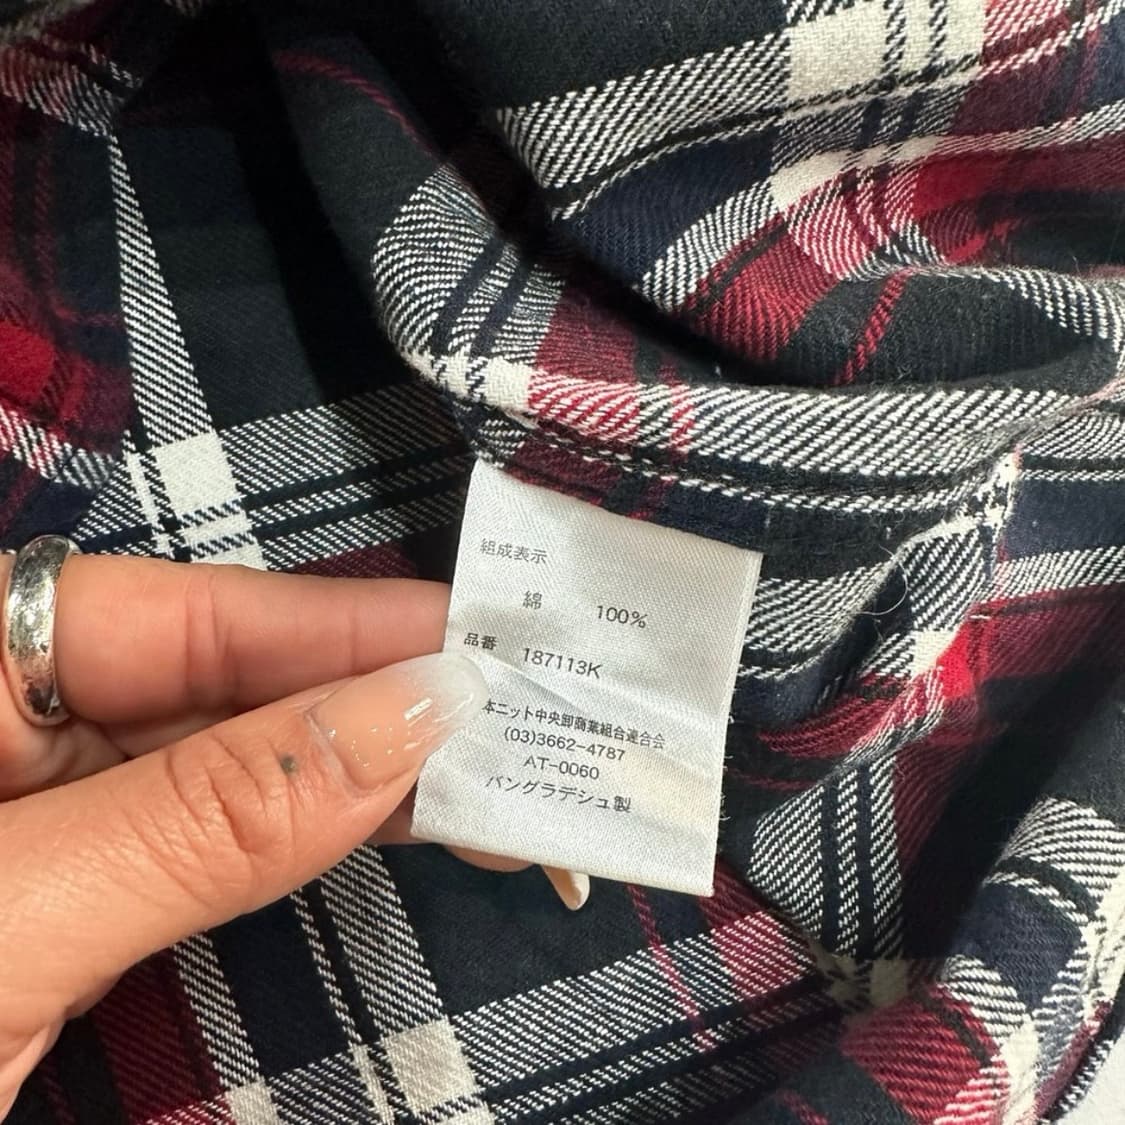 組成表示
綿 100%
品番 187113K
本ニット中央卸商業組合連合会
(03)3662-4787
AT-0060
バングラデシュ製